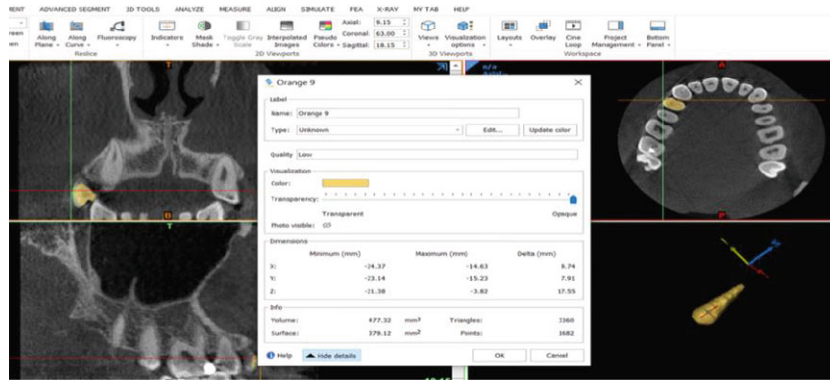 MENT ADVANCED SEGMENT 3D TOOLS ANALYZE MEASURE ALIGN SIMULATE FEA X-RAY MY TAB HELP
Along Plane Along Curve Fluoroscopy Indicators Mask Shade Toggle Gray Scale Interpolated Images Pseudo Colors Axial: 9.15 Coronal: 63.00 Sagittal: 18.15 Views Visualization options Layouts Overlay Cine Loop Project Management Bottom Panel
Reslice 2D Viewports 3D Viewports Workspace
T
A
Orange 9
Label
Name: Orange 9
Type: Unknown Edit... Update color
Quality Low
Visualization
Color:
Transparency:
Transparent Opaque
Photo visible:
B
P
T
Dimensions
Minimum (mm) Maximum (mm) Delta (mm)
X: -24.37 -14.63 9.74
Y: -23.14 -15.23 7.91
Z: -21.38 -3.82 17.55
Info
Volume: 477.32 mm³ Triangles: 3360
Surface: 379.12 mm² Points: 1682
Help Hide details OK Cancel